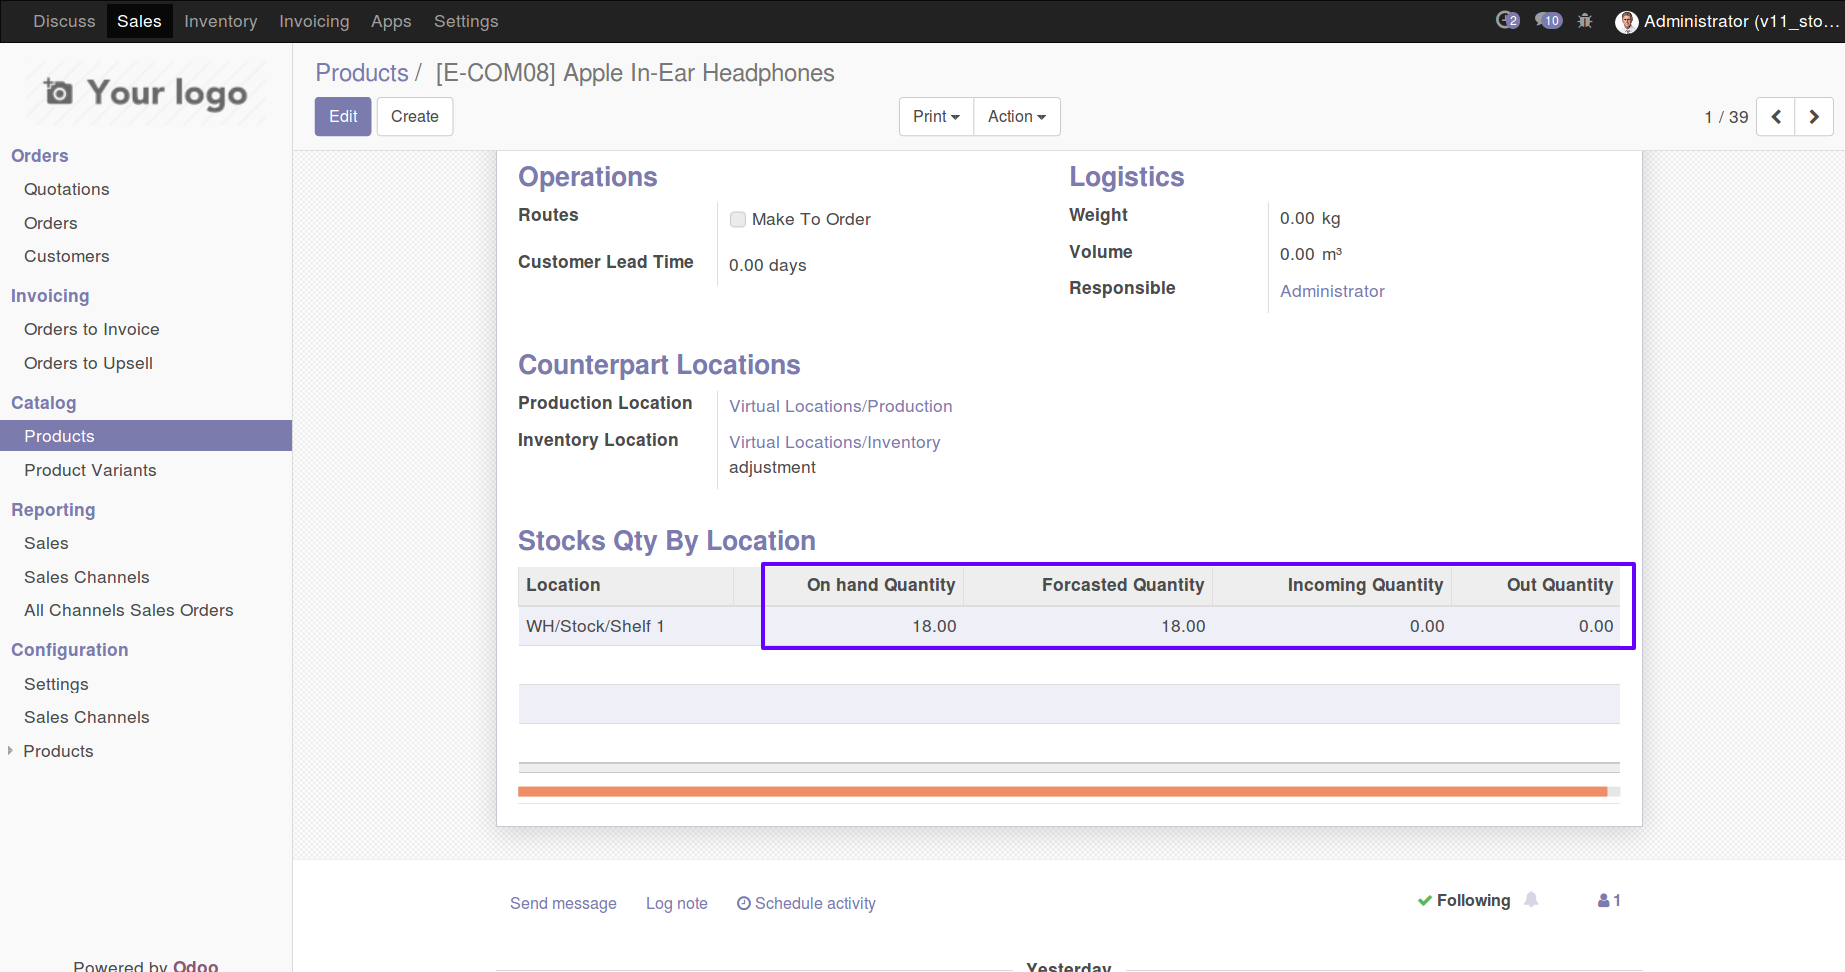 Discuss Sales Inventory Invoicing Apps Settings 2 10 Administrator (v11_sto...
Your logo
Products / [E-COM08] Apple In-Ear Headphones
Edit Create Print Action 1 / 39
Orders
Quotations
Orders
Customers
Invoicing
Orders to Invoice
Orders to Upsell
Catalog
Products
Product Variants
Reporting
Sales
Sales Channels
All Channels Sales Orders
Configuration
Settings
Sales Channels
Products
Powered by Odoo
Operations
Routes Make To Order
Customer Lead Time 0.00 days
Logistics
Weight 0.00 kg
Volume 0.00 m³
Responsible Administrator
Counterpart Locations
Production Location Virtual Locations/Production
Inventory Location Virtual Locations/Inventory
adjustment
Stocks Qty By Location
Location On hand Quantity Forcasted Quantity Incoming Quantity Out Quantity
WH/Stock/Shelf 1 18.00 18.00 0.00 0.00
Send message Log note Schedule activity Following 1
Yesterday